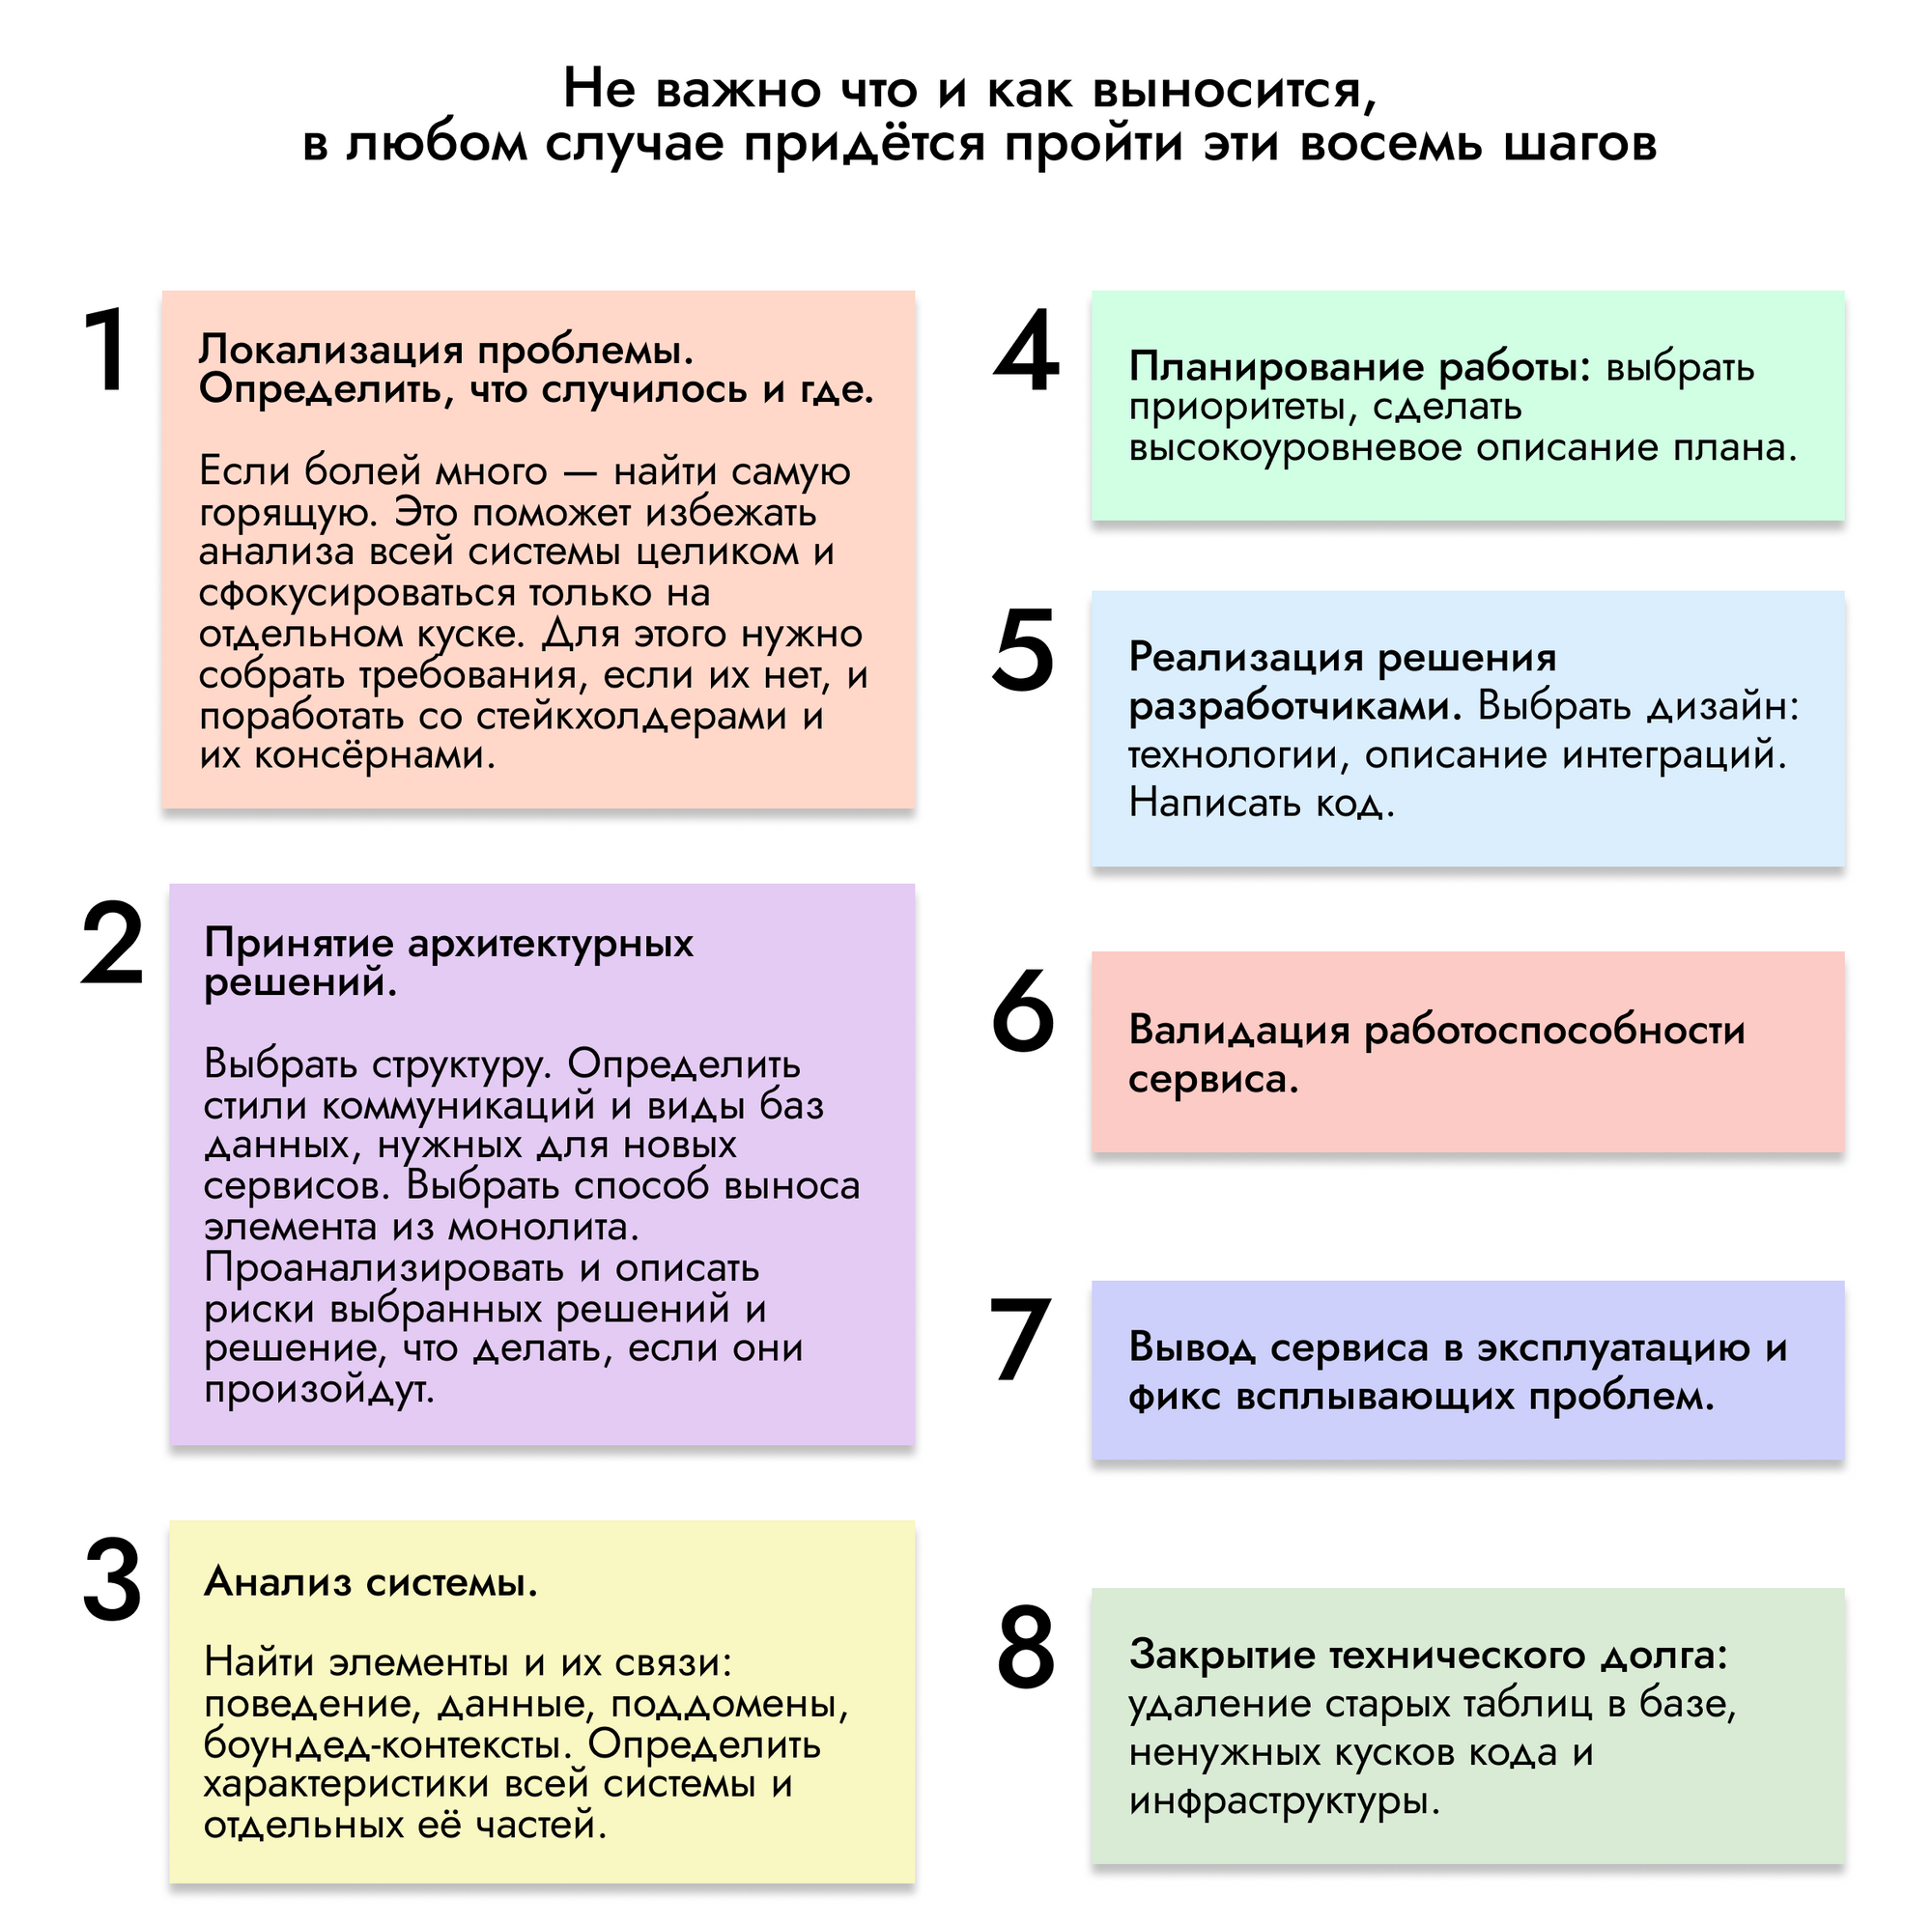 Не важно что и как выносится,
в любом случае придётся пройти эти восемь шагов
1
Локализация проблемы.
Определить, что случилось и где.
Если болей много — найти самую
горящую. Это поможет избежать
анализа всей системы целиком и
сфокусироваться только на
отдельном куске. Для этого нужно
собрать требования, если их нет, и
поработать со стейкхолдерами и
их консёрнами.
2
Принятие архитектурных
решений.
Выбрать структуру. Определить
стили коммуникаций и виды баз
данных, нужных для новых
сервисов. Выбрать способ выноса
элемента из монолита.
Проанализировать и описать
риски выбранных решений и
решение, что делать, если они
произойдут.
3
Анализ системы.
Найти элементы и их связи:
поведение, данные, поддомены,
боундед-контексты. Определить
характеристики всей системы и
отдельных её частей.
4
Планирование работы: выбрать
приоритеты, сделать
высокоуровневое описание плана.
5
Реализация решения
разработчиками. Выбрать дизайн:
технологии, описание интеграций.
Написать код.
6
Валидация работоспособности
сервиса.
7
Вывод сервиса в эксплуатацию и
фикс всплывающих проблем.
8
Закрытие технического долга:
удаление старых таблиц в базе,
ненужных кусков кода и
инфраструктуры.